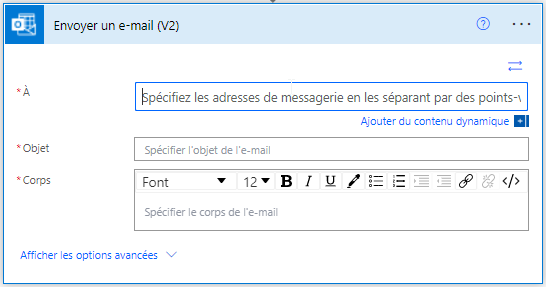 Envoyer un e-mail (V2)
* À
Spécifiez les adresses de messagerie en les séparant par des
Ajouter du contenu dynamique
* Objet
Spécifier l'objet de l'e-mail
* Corps
Font 12 B I U </>
Spécifier le corps de l'e-mail
Afficher les options avancées